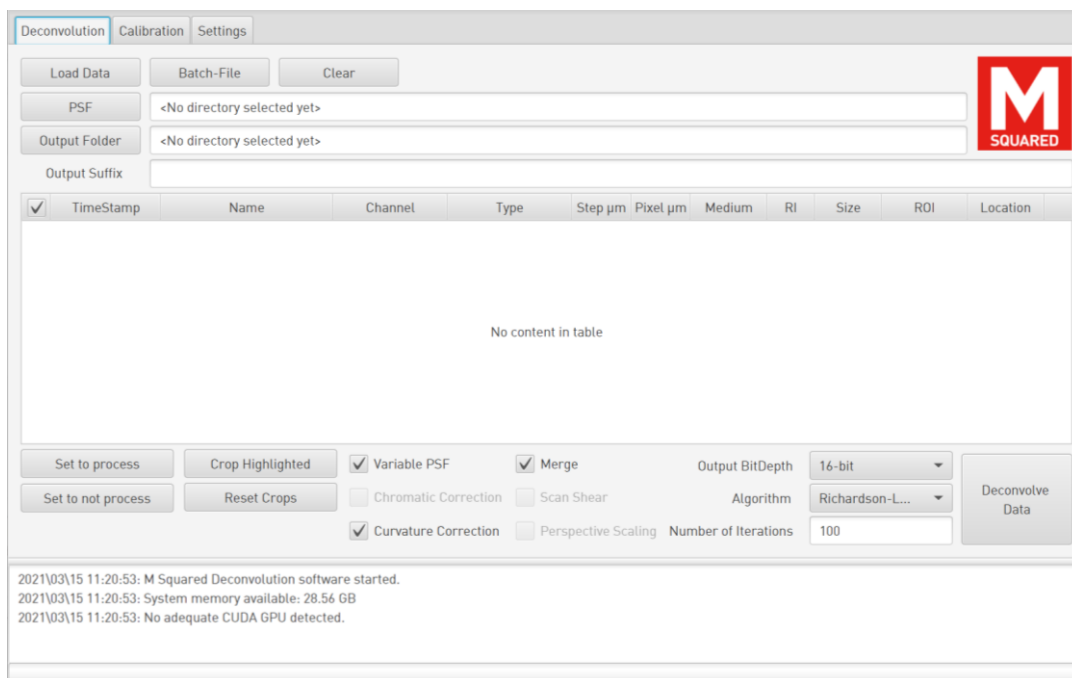 Deconvolution Calibration Settings
Load Data Batch-File Clear
M
SQUARED
PSF <No directory selected yet>
Output Folder <No directory selected yet>
Output Suffix
TimeStamp Name Channel Type Step µm Pixel µm Medium RI Size ROI Location
No content in table
Set to process Crop Highlighted Variable PSF Merge Output BitDepth 16-bit
Set to not process Reset Crops Chromatic Correction Scan Shear Algorithm Richardson-L...
Curvature Correction Perspective Scaling Number of Iterations 100
Deconvolve
Data
2021\03\15 11:20:53: M Squared Deconvolution software started.
2021\03\15 11:20:53: System memory available: 28.56 GB
2021\03\15 11:20:53: No adequate CUDA GPU detected.